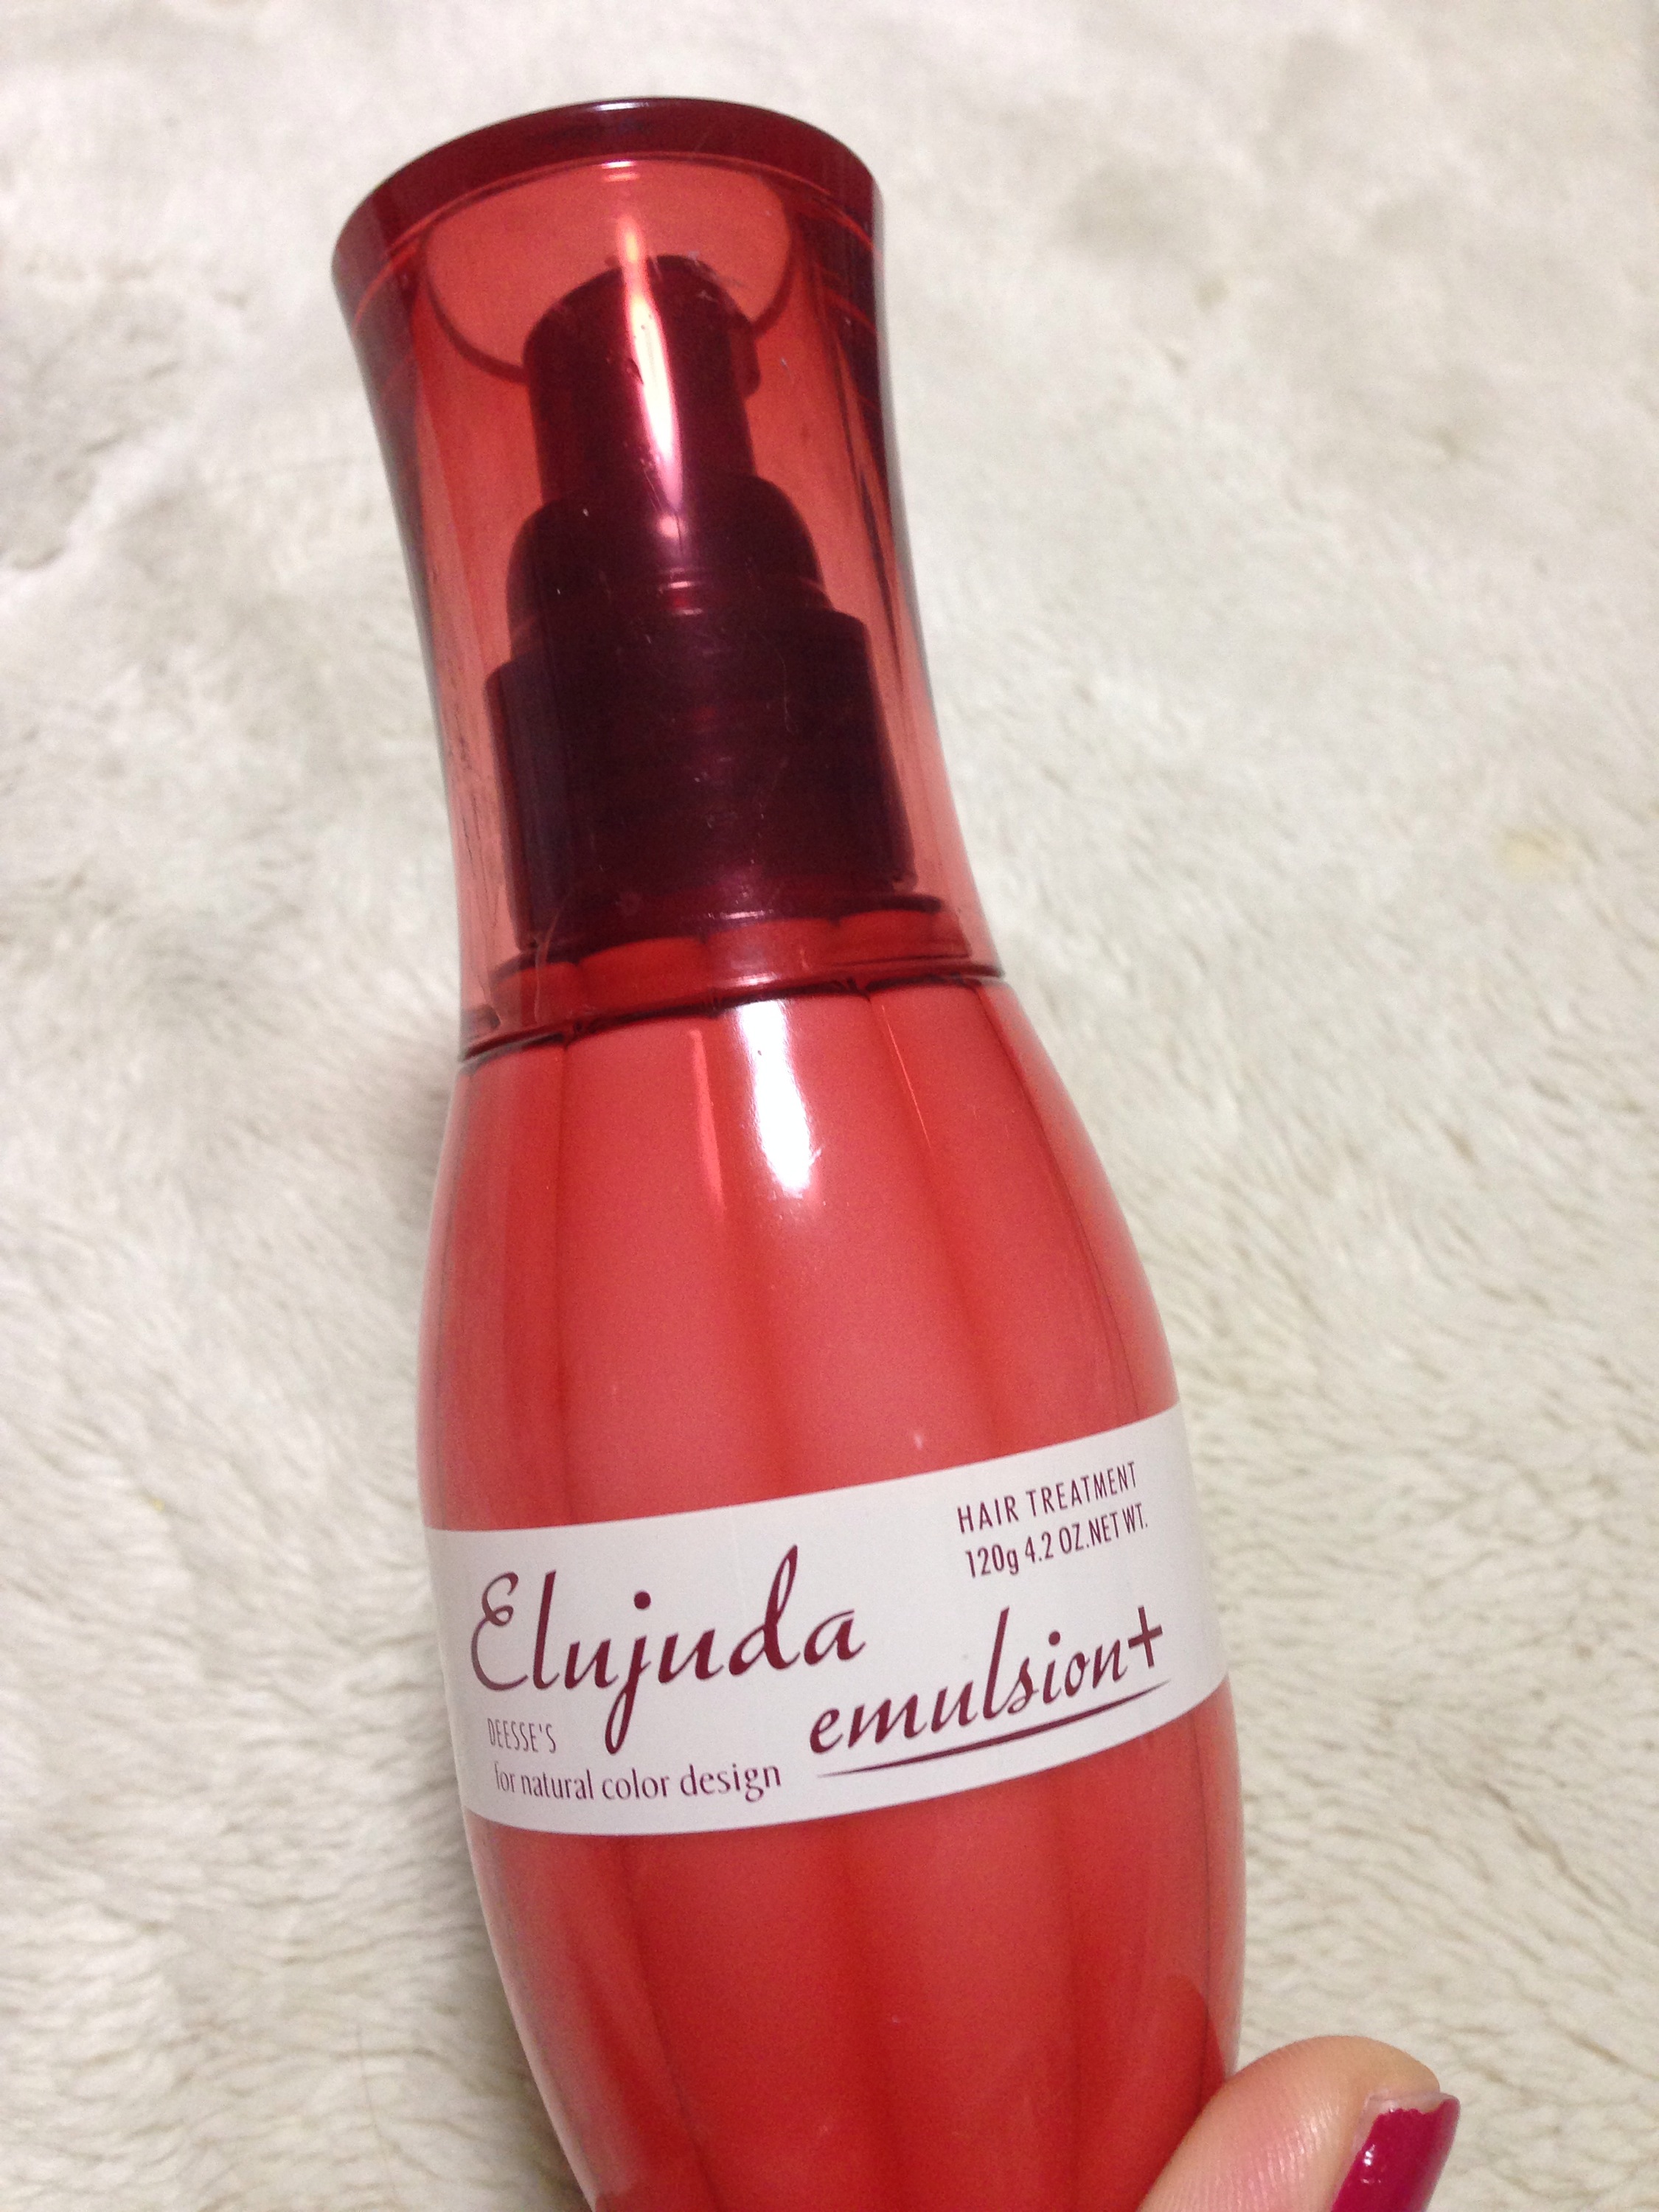 HAIR TREATMENT
120g 4.2 OZ.NET WT.
Elujuda
emulsion+
DEESSE'S
for natural color design